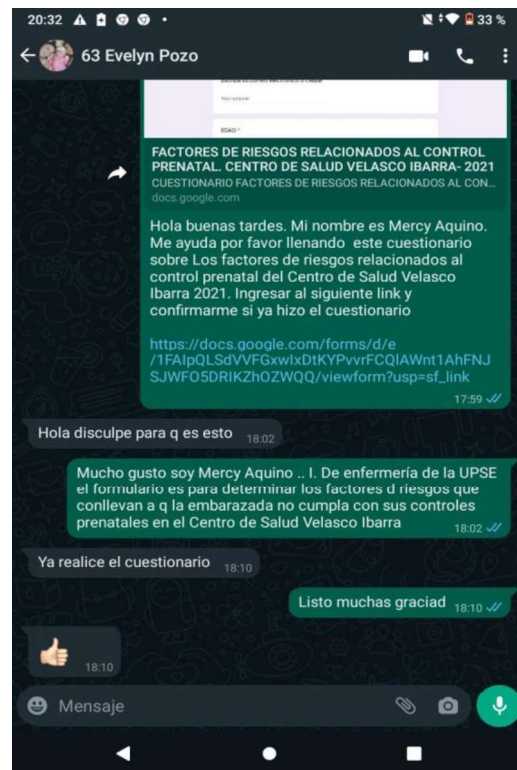 20:32
33 %
63 Evelyn Pozo
EDAD *
FACTORES DE RIESGOS RELACIONADOS AL CONTROL
PRENATAL. CENTRO DE SALUD VELASCO IBARRA- 2021
CUESTIONARIO FACTORES DE RIESGOS RELACIONADOS AL CON...
docs.google.com
Hola buenas tardes. Mi nombre es Mercy Aquino.
Me ayuda por favor llenando este cuestionario
sobre Los factores de riesgos relacionados al
control prenatal del Centro de Salud Velasco
Ibarra 2021. Ingresar al siguiente link y
confirmarme si ya hizo el cuestionario
https://docs.google.com/forms/d/e
/1FAIpQLSdVVFGxwIxDtKYPvvrFCQIAWnt1AhFNJ
SJWFO5DRIKZhOZWQQ/viewform?usp=sf_link
17:59
Hola disculpe para q es esto 18:02
Mucho gusto soy Mercy Aquino .. I. De enfermería de la UPSE
el formulario es para determinar los factores d riesgos que
conllevan a q la embarazada no cumpla con sus controles
prenatales en el Centro de Salud Velasco Ibarra 18:02
Ya realice el cuestionario 18:10
Listo muchas graciad 18:10
18:10
Mensaje